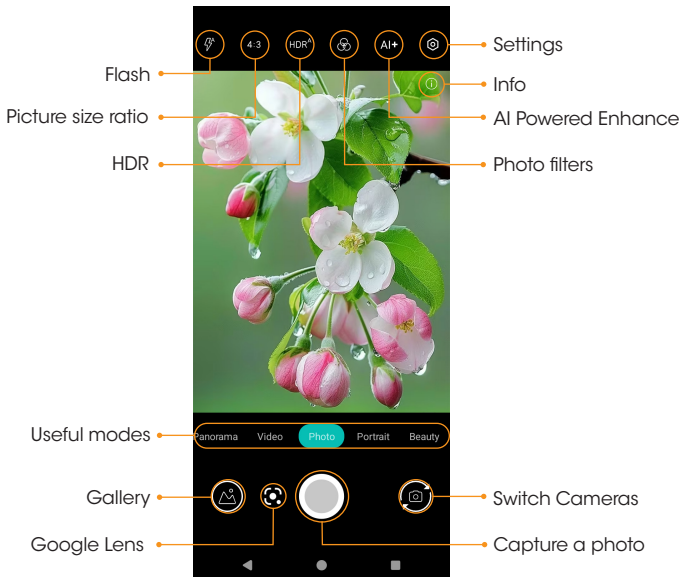 4:3
HDRᴬ
AI+
Settings
Flash
Info
Picture size ratio
AI Powered Enhance
HDR
Photo filters
Useful modes
Panorama Video Photo Portrait Beauty
Gallery
Switch Cameras
Google Lens
Capture a photo